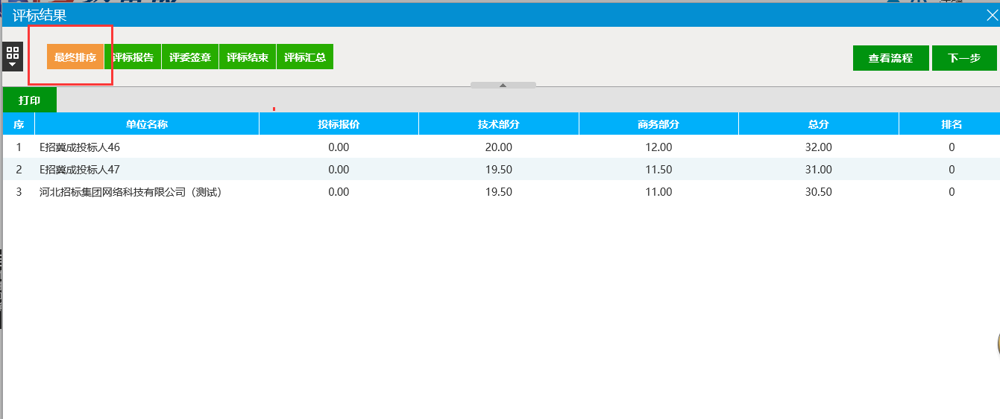 评标结果
最终排序 评标报告 评委签章 评标结束 评标汇总 查看流程 下一步
打印
序 单位名称 投标报价 技术部分 商务部分 总分 排名
1 E招冀成投标人46 0.00 20.00 12.00 32.00 0
2 E招冀成投标人47 0.00 19.50 11.50 31.00 0
3 河北招标集团网络科技有限公司（测试） 0.00 19.50 11.00 30.50 0